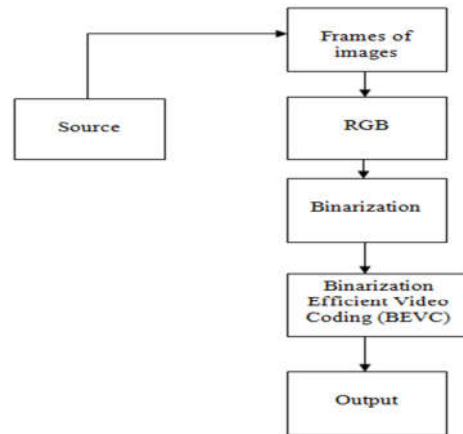 Frames of
images
Source
RGB
Binarization
Binarization
Efficient Video
Coding (BEVC)
Output